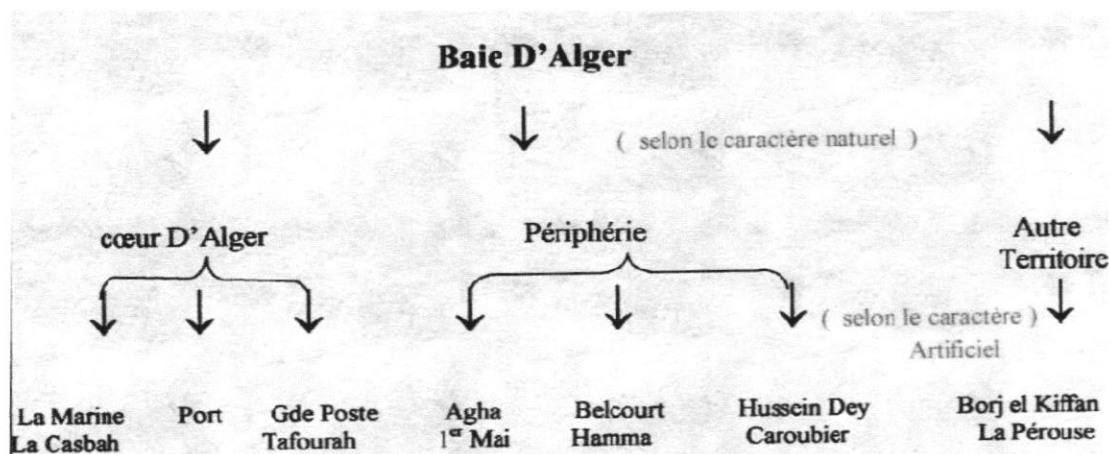 Baie D'Alger
( selon le caractère naturel )
cœur D'Alger
Périphérie
Autre
Territoire
( selon le caractère )
Artificiel
La Marine
La Casbah
Port
Gde Poste
Tafourah
Agha
1er Mai
Belcourt
Hamma
Hussein Dey
Caroubier
Borj el Kiffan
La Pérouse